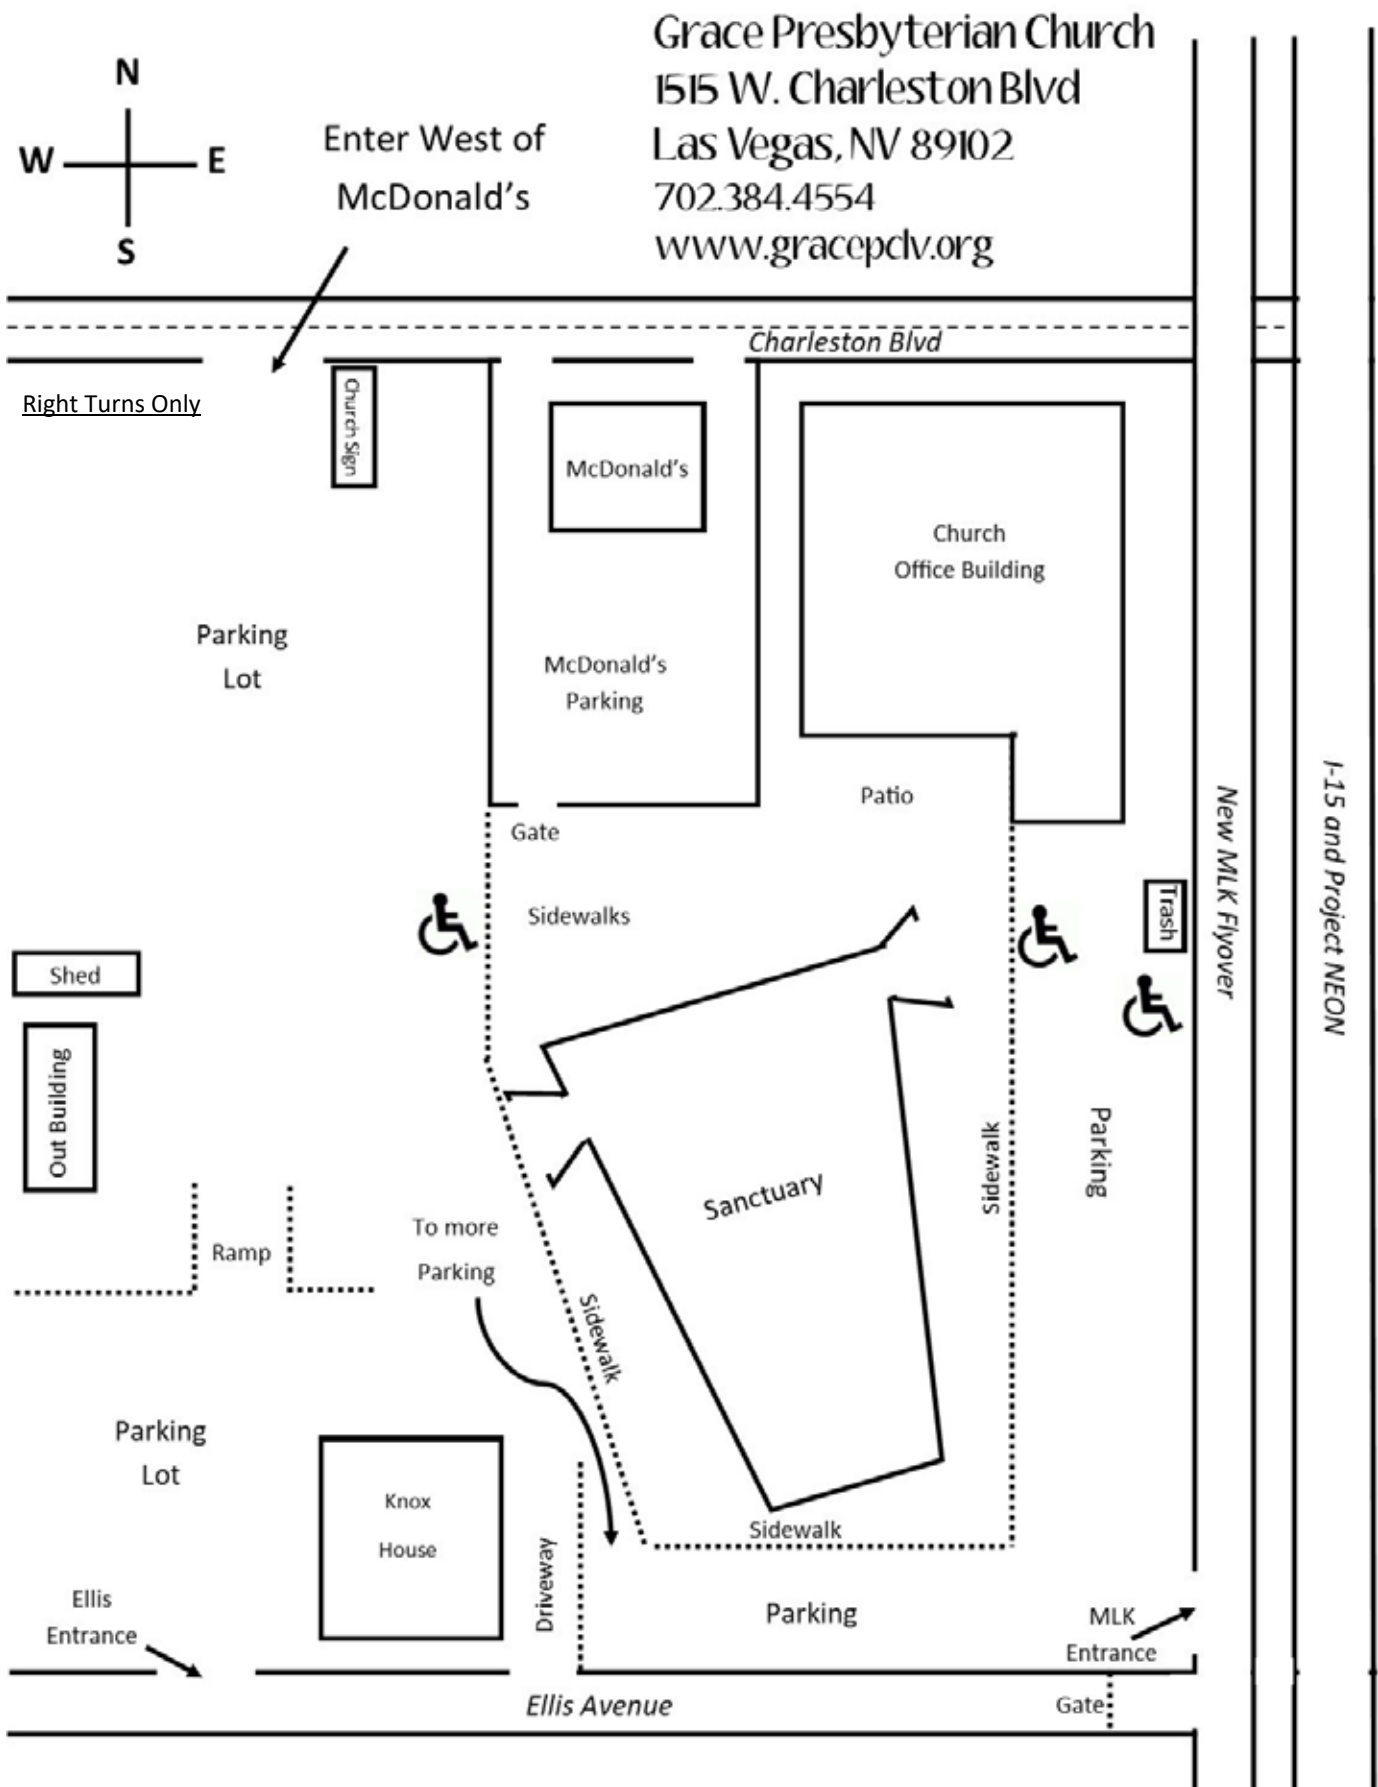 Grace Presbyterian Church
1515 W. Charleston Blvd
Las Vegas, NV 89102
702.384.4554
www.gracepclv.org
N
W
E
S
Enter West of
McDonald's
Charleston Blvd
Right Turns Only
Church Sign
McDonald's
Church
Office Building
Parking
Lot
McDonald's
Parking
Patio
Gate
Sidewalks
Trash
New MLK Flyover
I-15 and Project NEON
Shed
Out Building
Sidewalk
Parking
Sanctuary
Ramp
To more
Parking
Sidewalk
Parking
Lot
Knox
House
Sidewalk
Driveway
Parking
Ellis
Entrance
MLK
Entrance
Ellis Avenue
Gate